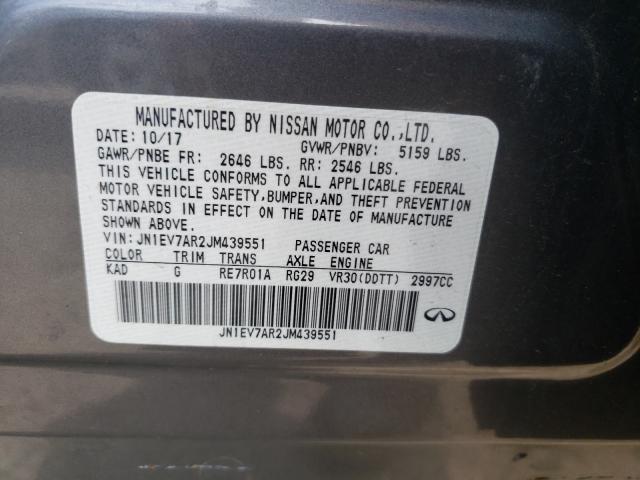 MANUFACTURED BY NISSAN MOTOR CO.,LTD.
DATE: 10/17 GVWR/PNBV: 5159 LBS.
GAWR/PNBE FR: 2646 LBS. RR: 2546 LBS.
THIS VEHICLE CONFORMS TO ALL APPLICABLE FEDERAL
MOTOR VEHICLE SAFETY,BUMPER,AND THEFT PREVENTION
STANDARDS IN EFFECT ON THE DATE OF MANUFACTURE
SHOWN ABOVE.
VIN: JN1EV7AR2JM439551 PASSENGER CAR
COLOR TRIM TRANS AXLE ENGINE
KAD G RE7R01A RG29 VR30(DDTT) 2997CC
JN1EV7AR2JM439551
INFINITI